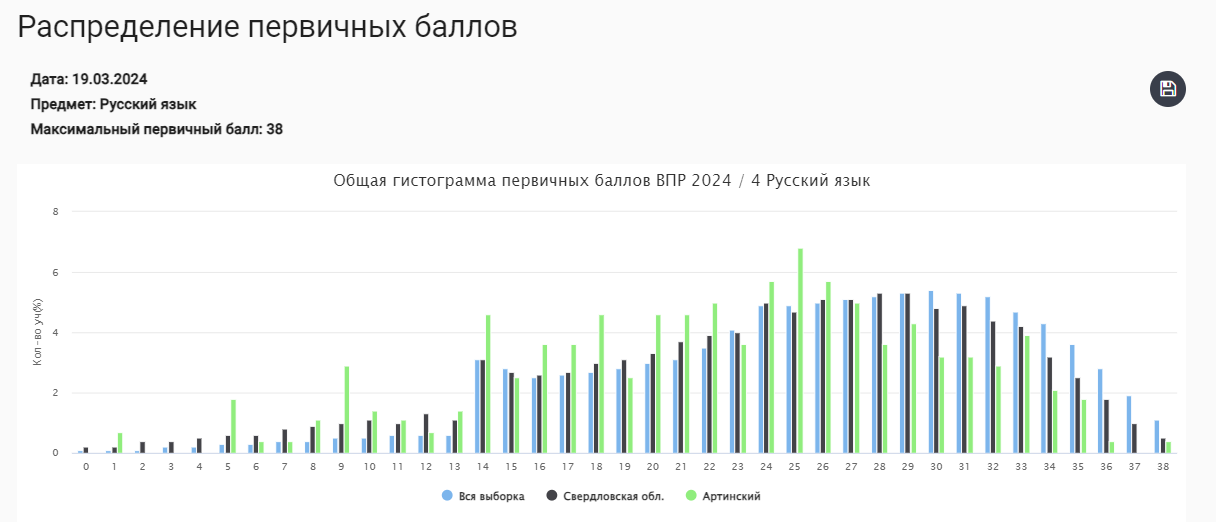 Распределение первичных баллов
Дата: 19.03.2024
Предмет: Русский язык
Максимальный первичный балл: 38
Общая гистограмма первичных баллов ВПР 2024 / 4 Русский язык
8
6
4
2
0
Кол-во уч(%)
0 1 2 3 4 5 6 7 8 9 10 11 12 13 14 15 16 17 18 19 20 21 22 23 24 25 26 27 28 29 30 31 32 33 34 35 36 37 38
Вся выборка Свердловская обл. Артинский